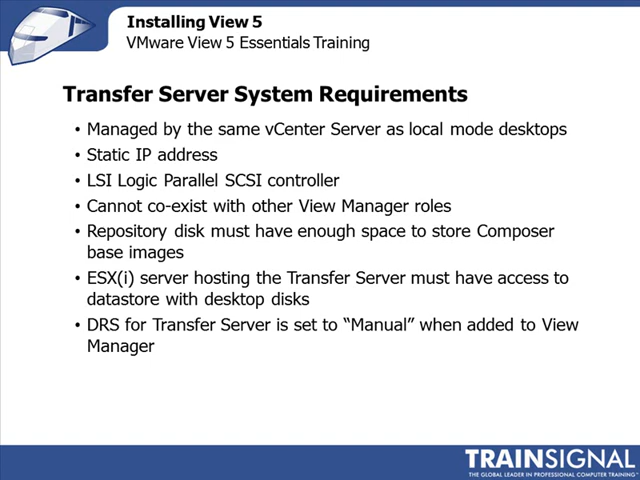 Installing View 5
VMware View 5 Essentials Training
Transfer Server System Requirements
• Managed by the same vCenter Server as local mode desktops
• Static IP address
• LSI Logic Parallel SCSI controller
• Cannot co-exist with other View Manager roles
• Repository disk must have enough space to store Composer
base images
• ESX(i) server hosting the Transfer Server must have access to
datastore with desktop disks
• DRS for Transfer Server is set to “Manual” when added to View
Manager
TRAINSIGNAL
THE GLOBAL LEADER IN PROFESSIONAL COMPUTER TRAINING